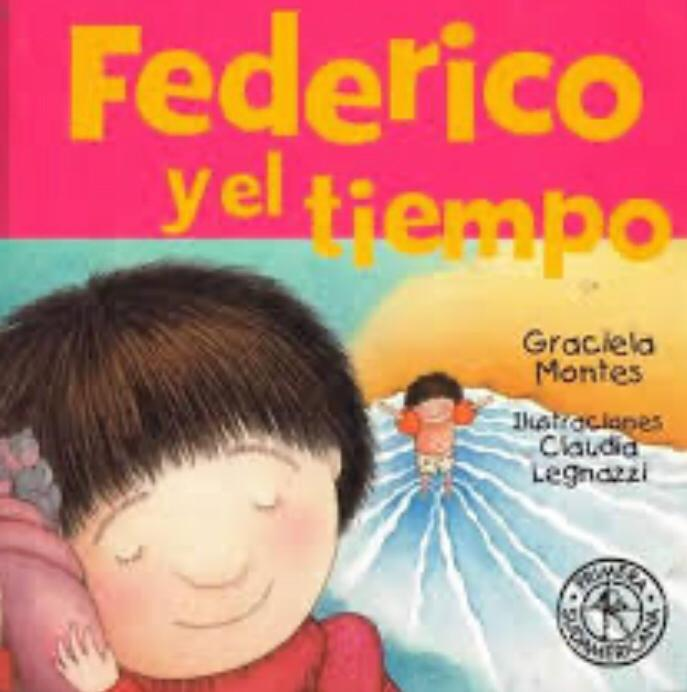 Federico
y el tiempo
Graciela
Montes
Ilustraciones
Claudia
Legnazzi
PRIMERA
SUDAMERICANA